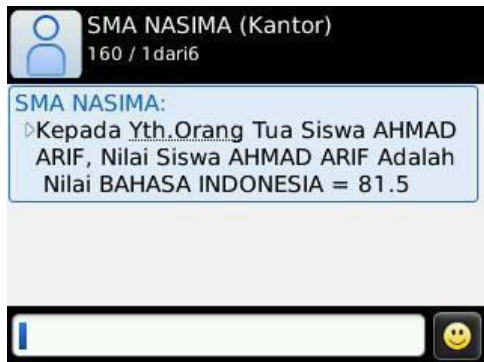 SMA NASIMA (Kantor)
160 / 1dari6
SMA NASIMA:
Kepada Yth.Orang Tua Siswa AHMAD
ARIF, Nilai Siswa AHMAD ARIF Adalah
Nilai BAHASA INDONESIA = 81.5